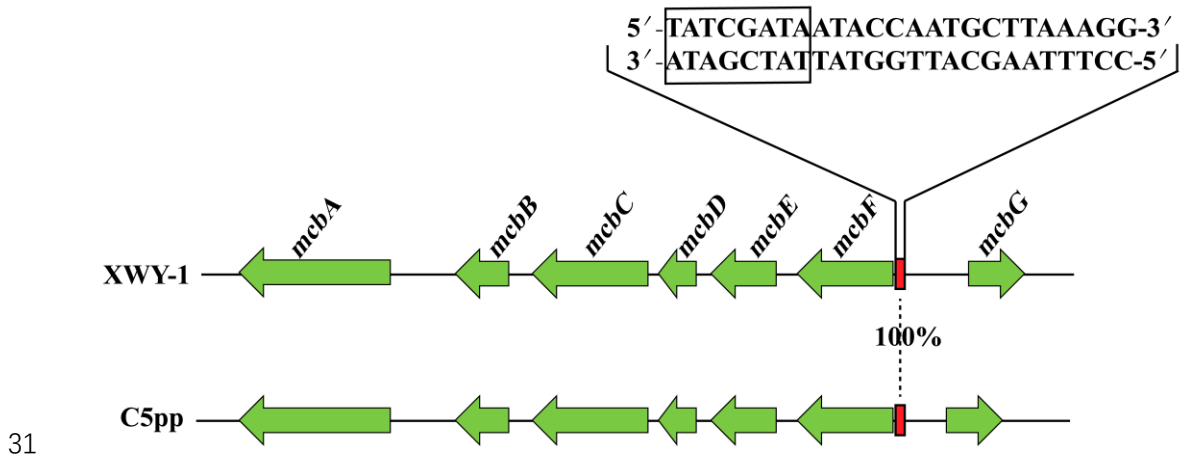 5′-TATCGATAATACCAATGCTTAAAGG-3′
3′-ATAGCTATTATGGTTACGAATTTCC-5′
mcbA mcbB mcbC mcbD mcbE mcbF mcbG
XWY-1
100%
C5pp
31